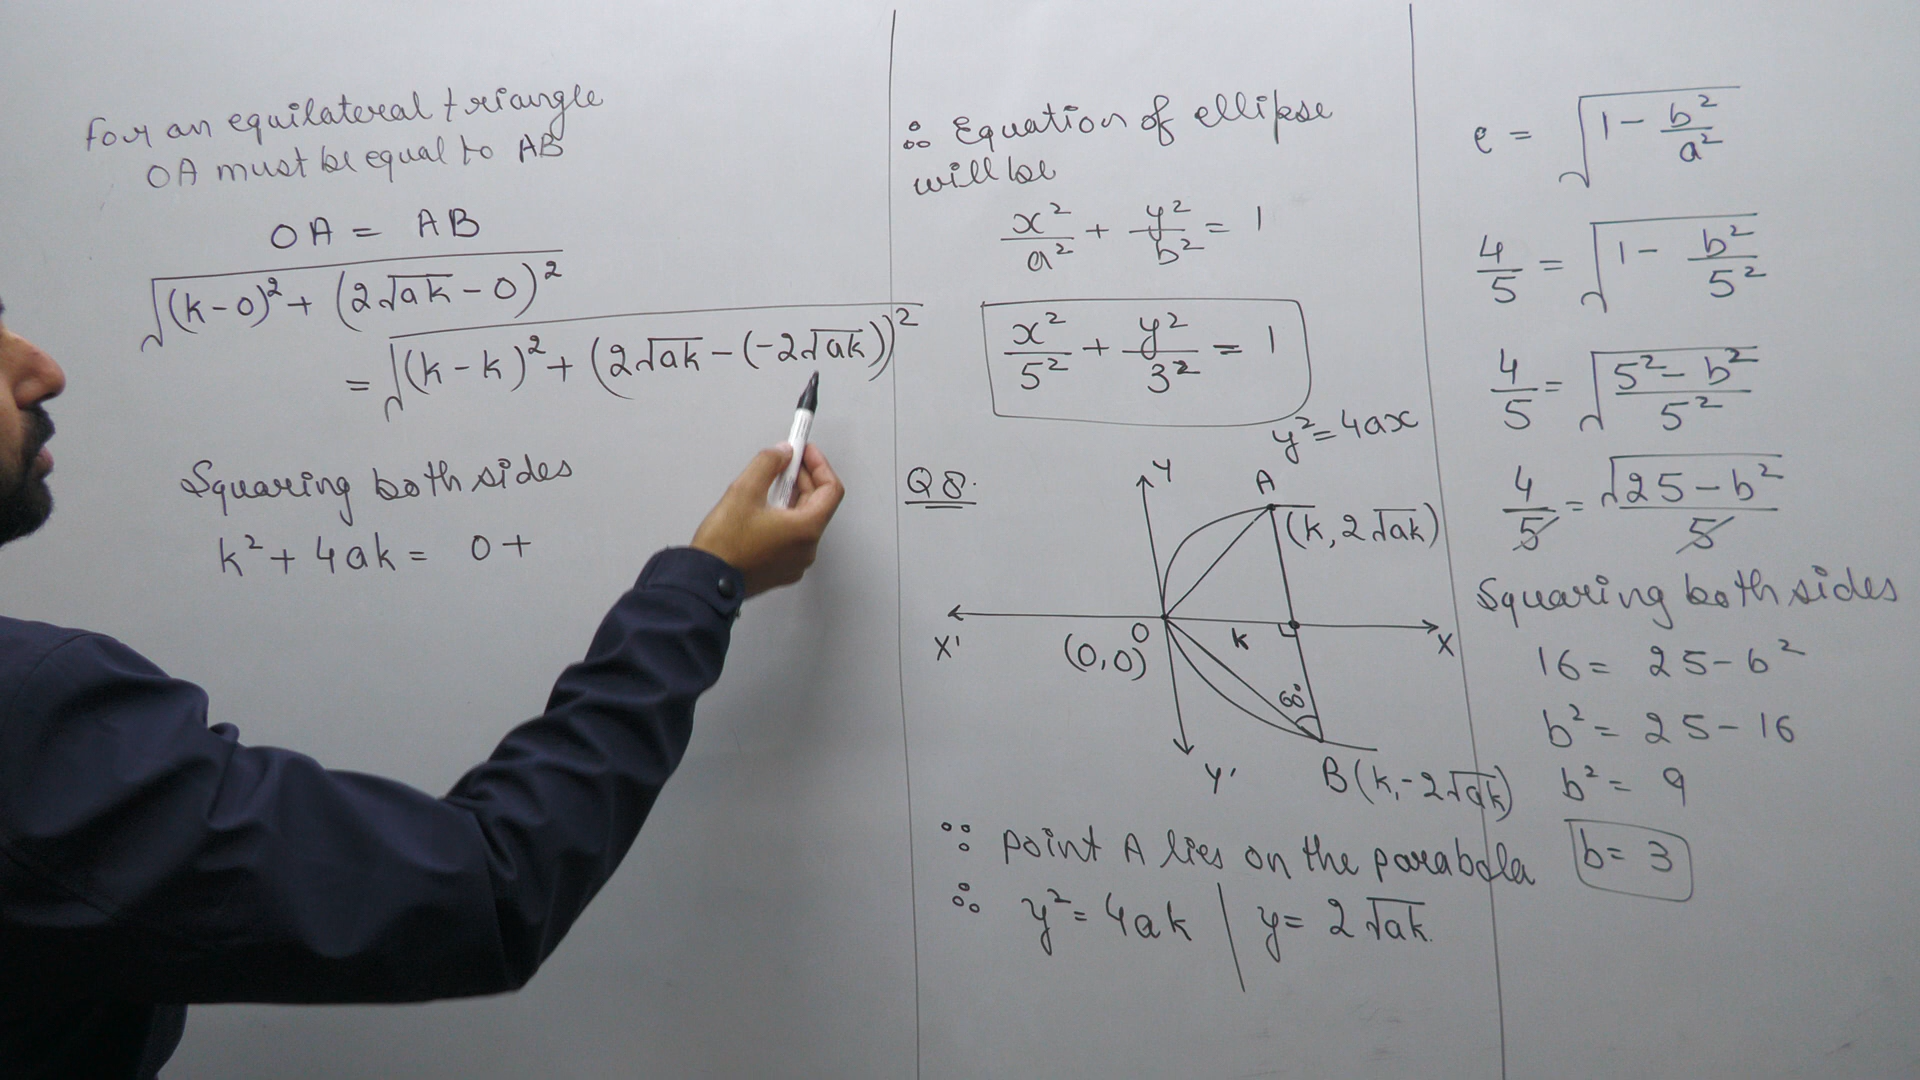 For an equilateral triangle
OA must be equal to AB
OA = AB
√((k-0)² + (2√ak - 0)²
= √((k-k)² + (2√ak - (-2√ak))²
Squaring both sides
k² + 4ak = 0 +
∴ Equation of ellipse
will be
x²/a² + y²/b² = 1
x²/5² + y²/3² = 1
y² = 4ax
Q8.
Y
A
(k, 2√ak)
X'
O
K
X
(0,0)
60°
Y'
B(k,-2√ak)
∵ point A lies on the parabola
∴ y² = 4ak | y = 2√ak.
e = √(1 - b²/a²)
4/5 = √(1 - b²/5²)
4/5 = √((5² - b²)/5²)
4/5 = √(25 - b²)/5
Squaring both sides
16 = 25 - b²
b² = 25 - 16
b² = 9
b = 3